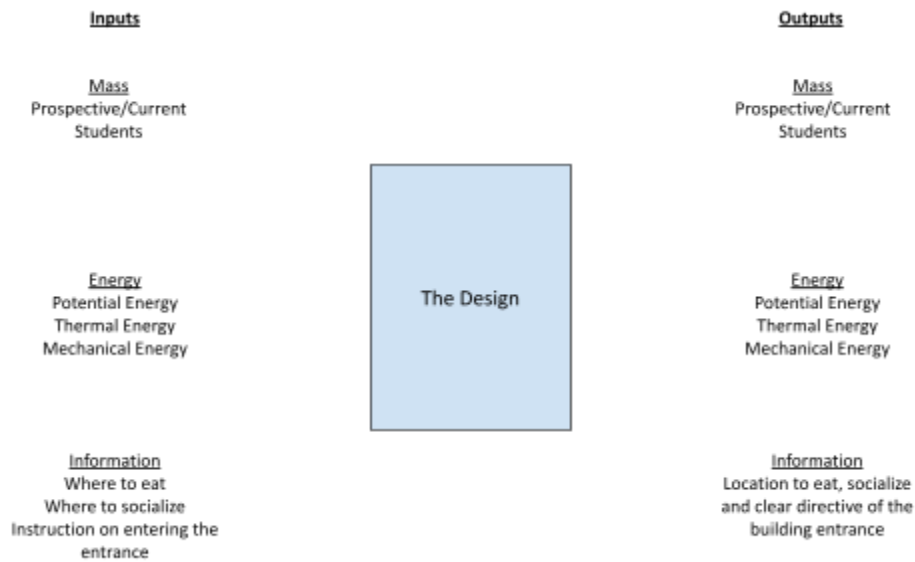 Inputs
Outputs
Mass
Prospective/Current
Students
Mass
Prospective/Current
Students
Energy
Potential Energy
Thermal Energy
Mechanical Energy
The Design
Energy
Potential Energy
Thermal Energy
Mechanical Energy
Information
Where to eat
Where to socialize
Instruction on entering the
entrance
Information
Location to eat, socialize
and clear directive of the
building entrance